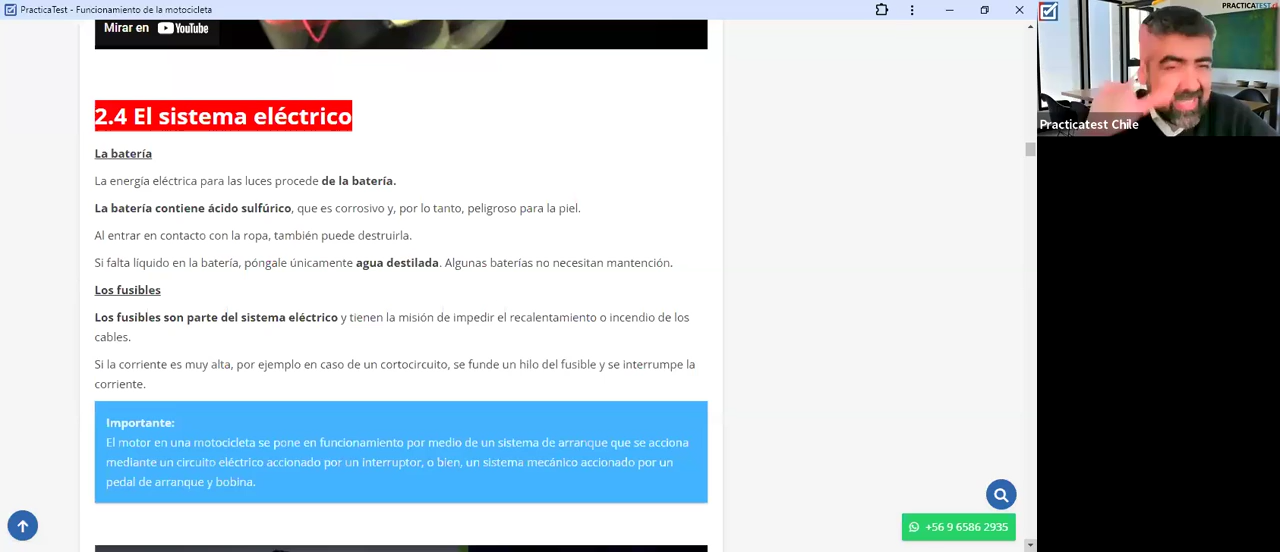 PracticaTest - Funcionamiento de la motocicleta
Mirar en YouTube
2.4 El sistema eléctrico
La batería
La energía eléctrica para las luces procede de la batería.
La batería contiene ácido sulfúrico, que es corrosivo y, por lo tanto, peligroso para la piel.
Al entrar en contacto con la ropa, también puede destruirla.
Si falta líquido en la batería, póngale únicamente agua destilada. Algunas baterías no necesitan mantención.
Los fusibles
Los fusibles son parte del sistema eléctrico y tienen la misión de impedir el recalentamiento o incendio de los
cables.
Si la corriente es muy alta, por ejemplo en caso de un cortocircuito, se funde un hilo del fusible y se interrumpe la
corriente.
Importante:
El motor en una motocicleta se pone en funcionamiento por medio de un sistema de arranque que se acciona
mediante un circuito eléctrico accionado por un interruptor, o bien, un sistema mecánico accionado por un
pedal de arranque y bobina.
+56 9 6586 2935
Practicatest Chile